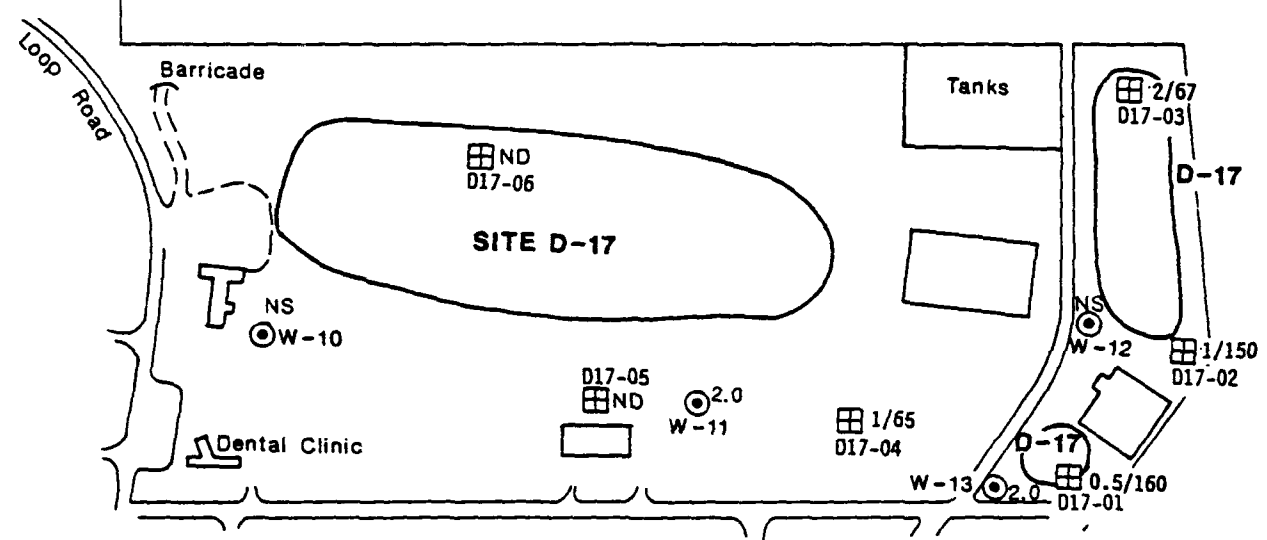 Loop Road
Barricade
Tanks
2/67
D17-03
ND
D17-06
D-17
SITE D-17
NS
W-10
NS
W-12
1/150
D17-02
D17-05
ND
2.0
W-11
1/65
D17-04
Dental Clinic
D-17
W-13
2.0
0.5/160
D17-01